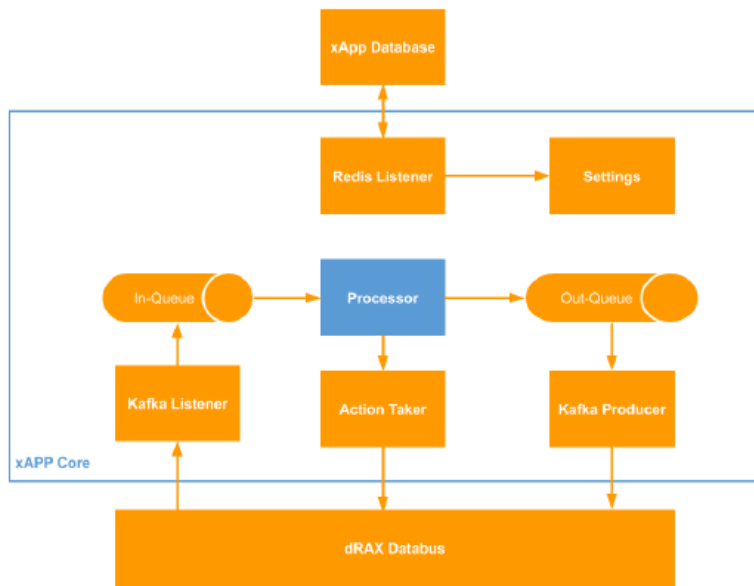 xApp Database
Redis Listener
Settings
In-Queue
Processor
Out-Queue
Kafka Listener
Action Taker
Kafka Producer
xAPP Core
dRAX Databus